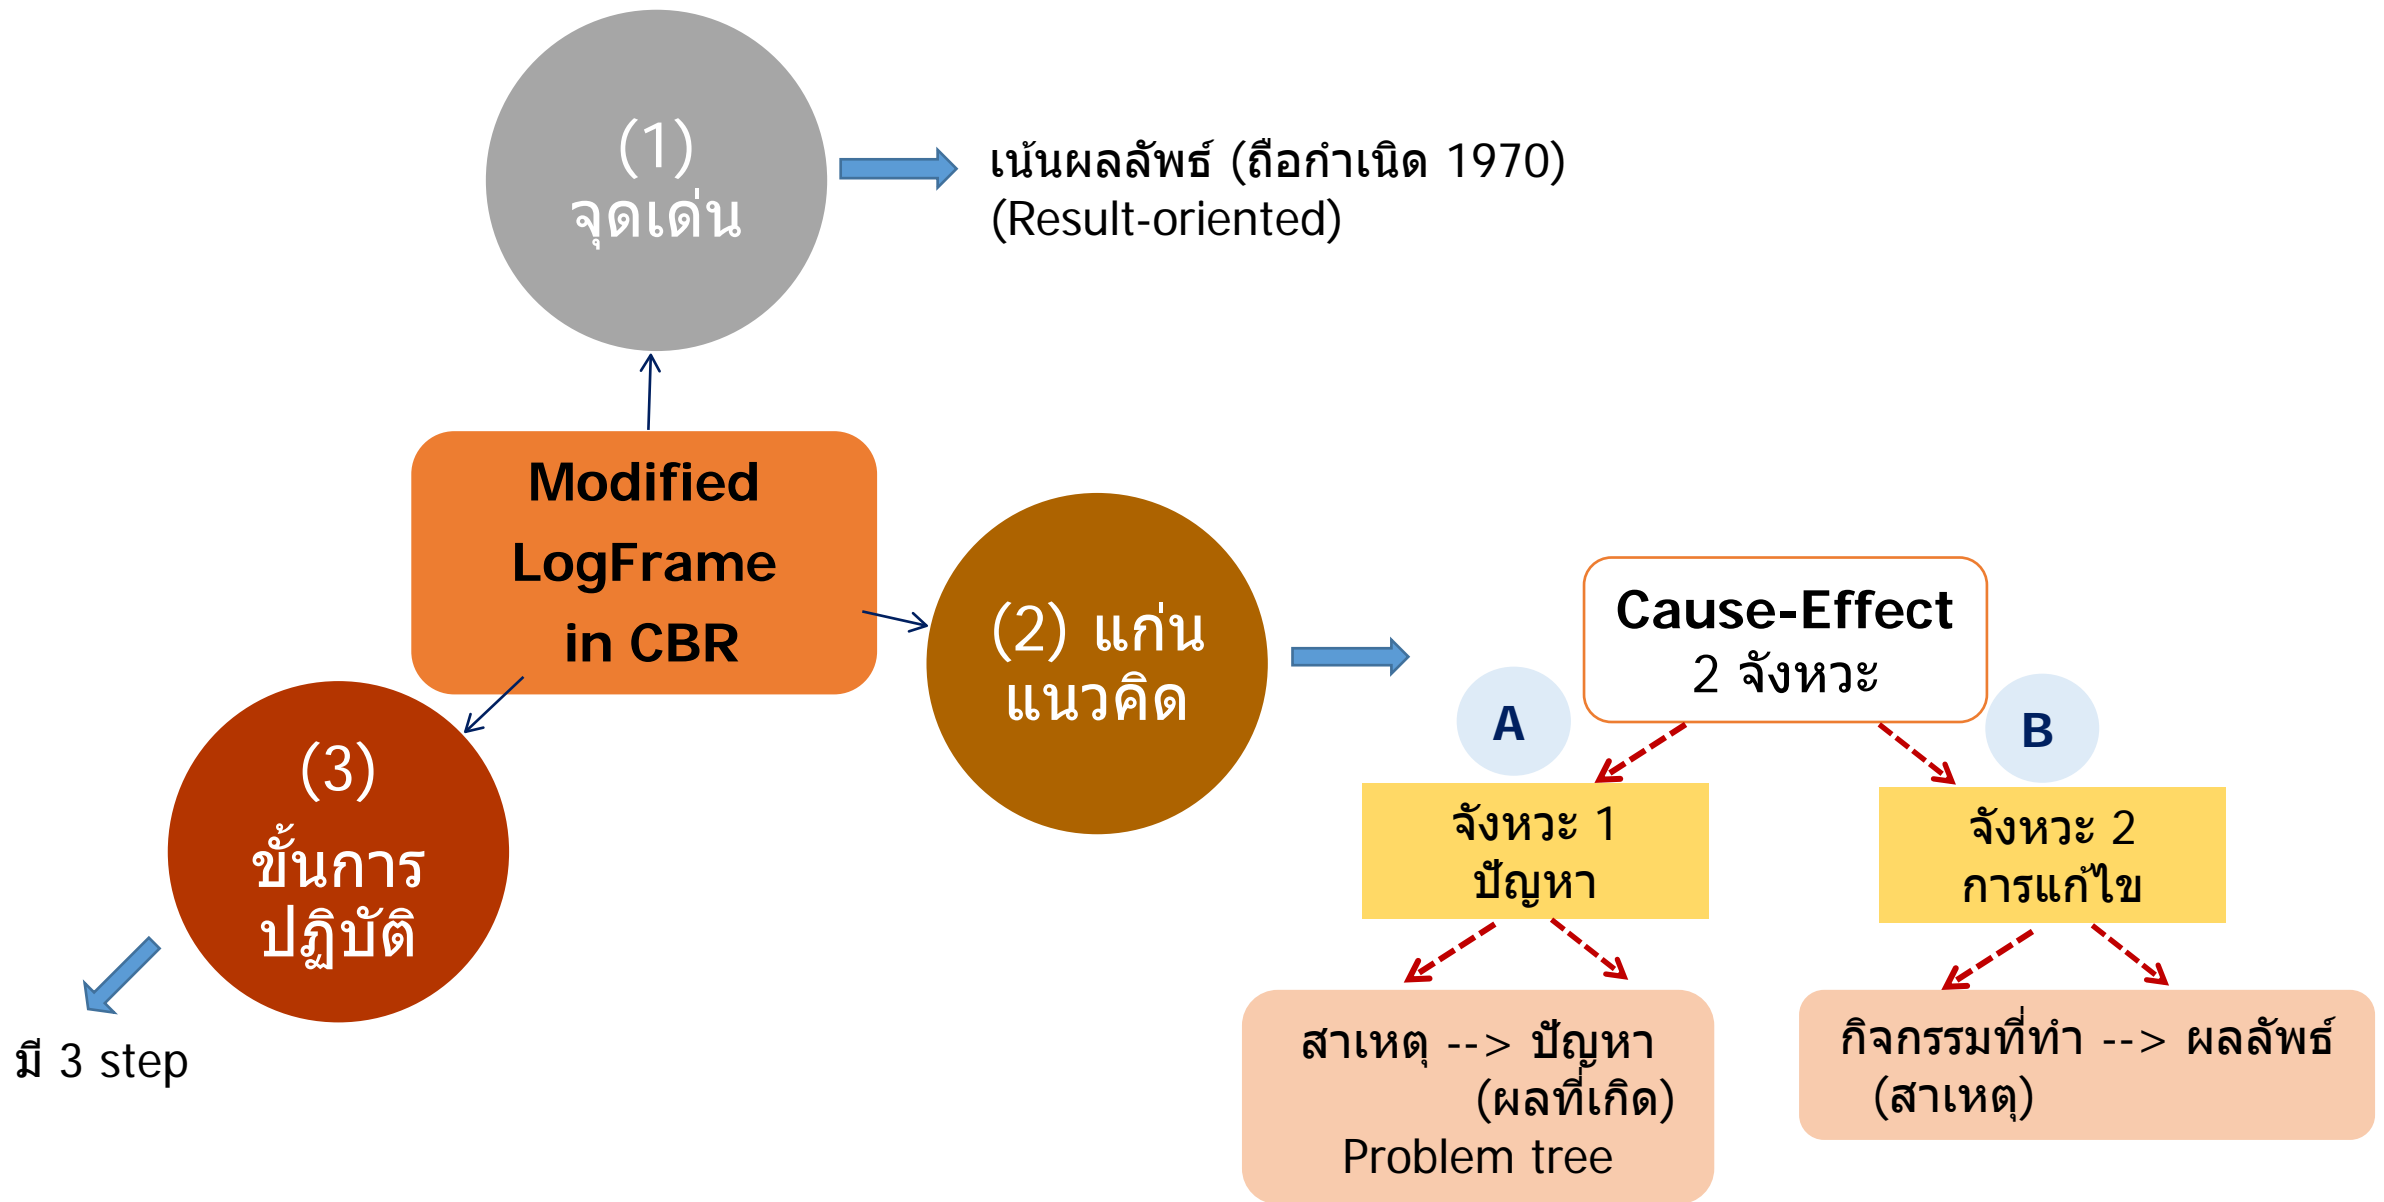 (1)
จุดเด่น
เน้นผลลัพธ์ (ถือกำเนิด 1970)
(Result-oriented)
Modified
LogFrame
in CBR
(2) แก่น
แนวคิด
Cause-Effect
2 จังหวะ
A
B
จังหวะ 1
ปัญหา
จังหวะ 2
การแก้ไข
สาเหตุ --> ปัญหา
(ผลที่เกิด)
Problem tree
กิจกรรมที่ทำ --> ผลลัพธ์
(สาเหตุ)
(3)
ขั้นการ
ปฏิบัติ
มี 3 step